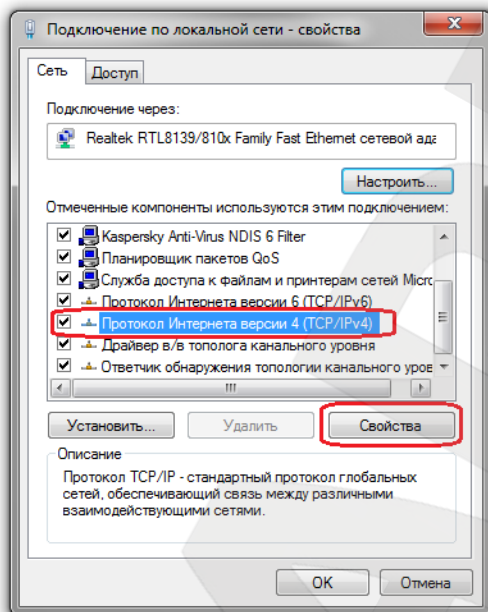 Подключение по локальной сети - свойства
Сеть
Доступ
Подключение через:
Realtek RTL8139/810x Family Fast Ethernet сетевой ада
Настроить...
Отмеченные компоненты используются этим подключением:
Kaspersky Anti-Virus NDIS 6 Filter
Планировщик пакетов QoS
Служба доступа к файлам и принтерам сетей Micro
Протокол Интернета версии 6 (TCP/IPv6)
Протокол Интернета версии 4 (TCP/IPv4)
Драйвер в/в тополога канального уровня
Ответчик обнаружения топологии канального уров
Установить...
Удалить
Свойства
Описание
Протокол TCP/IP - стандартный протокол глобальных
сетей, обеспечивающий связь между различными
взаимодействующими сетями.
OK
Отмена